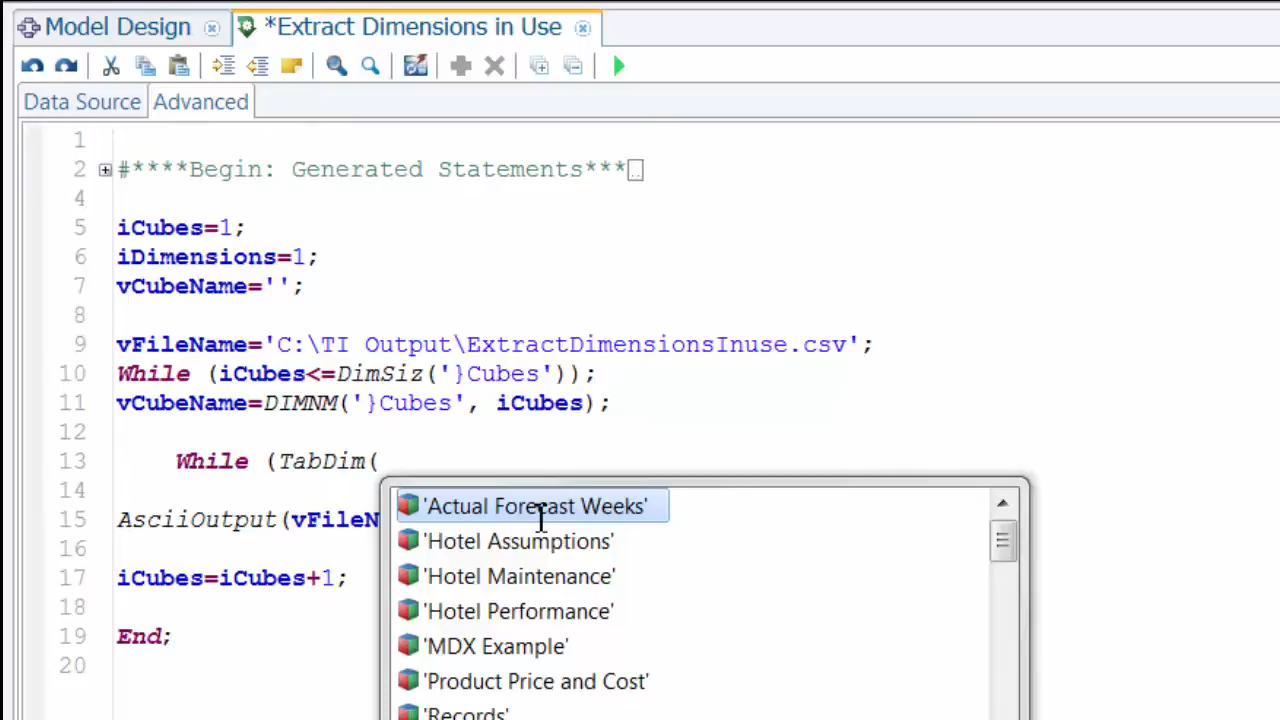 Model Design
*Extract Dimensions in Use
Data Source
Advanced
1
2 #****Begin: Generated Statements***..
4
5 iCubes=1;
6 iDimensions=1;
7 vCubeName='';
8
9 vFileName='C:\TI Output\ExtractDimensionsInuse.csv';
10 While (iCubes<=DimSiz('}Cubes'));
11 vCubeName=DIMNM('}Cubes', iCubes);
12
13 While (TabDim(
14
15 AsciiOutput(vFileN
16
17 iCubes=iCubes+1;
18
19 End;
20
'Actual Forecast Weeks'
'Hotel Assumptions'
'Hotel Maintenance'
'Hotel Performance'
'MDX Example'
'Product Price and Cost'
'Records'